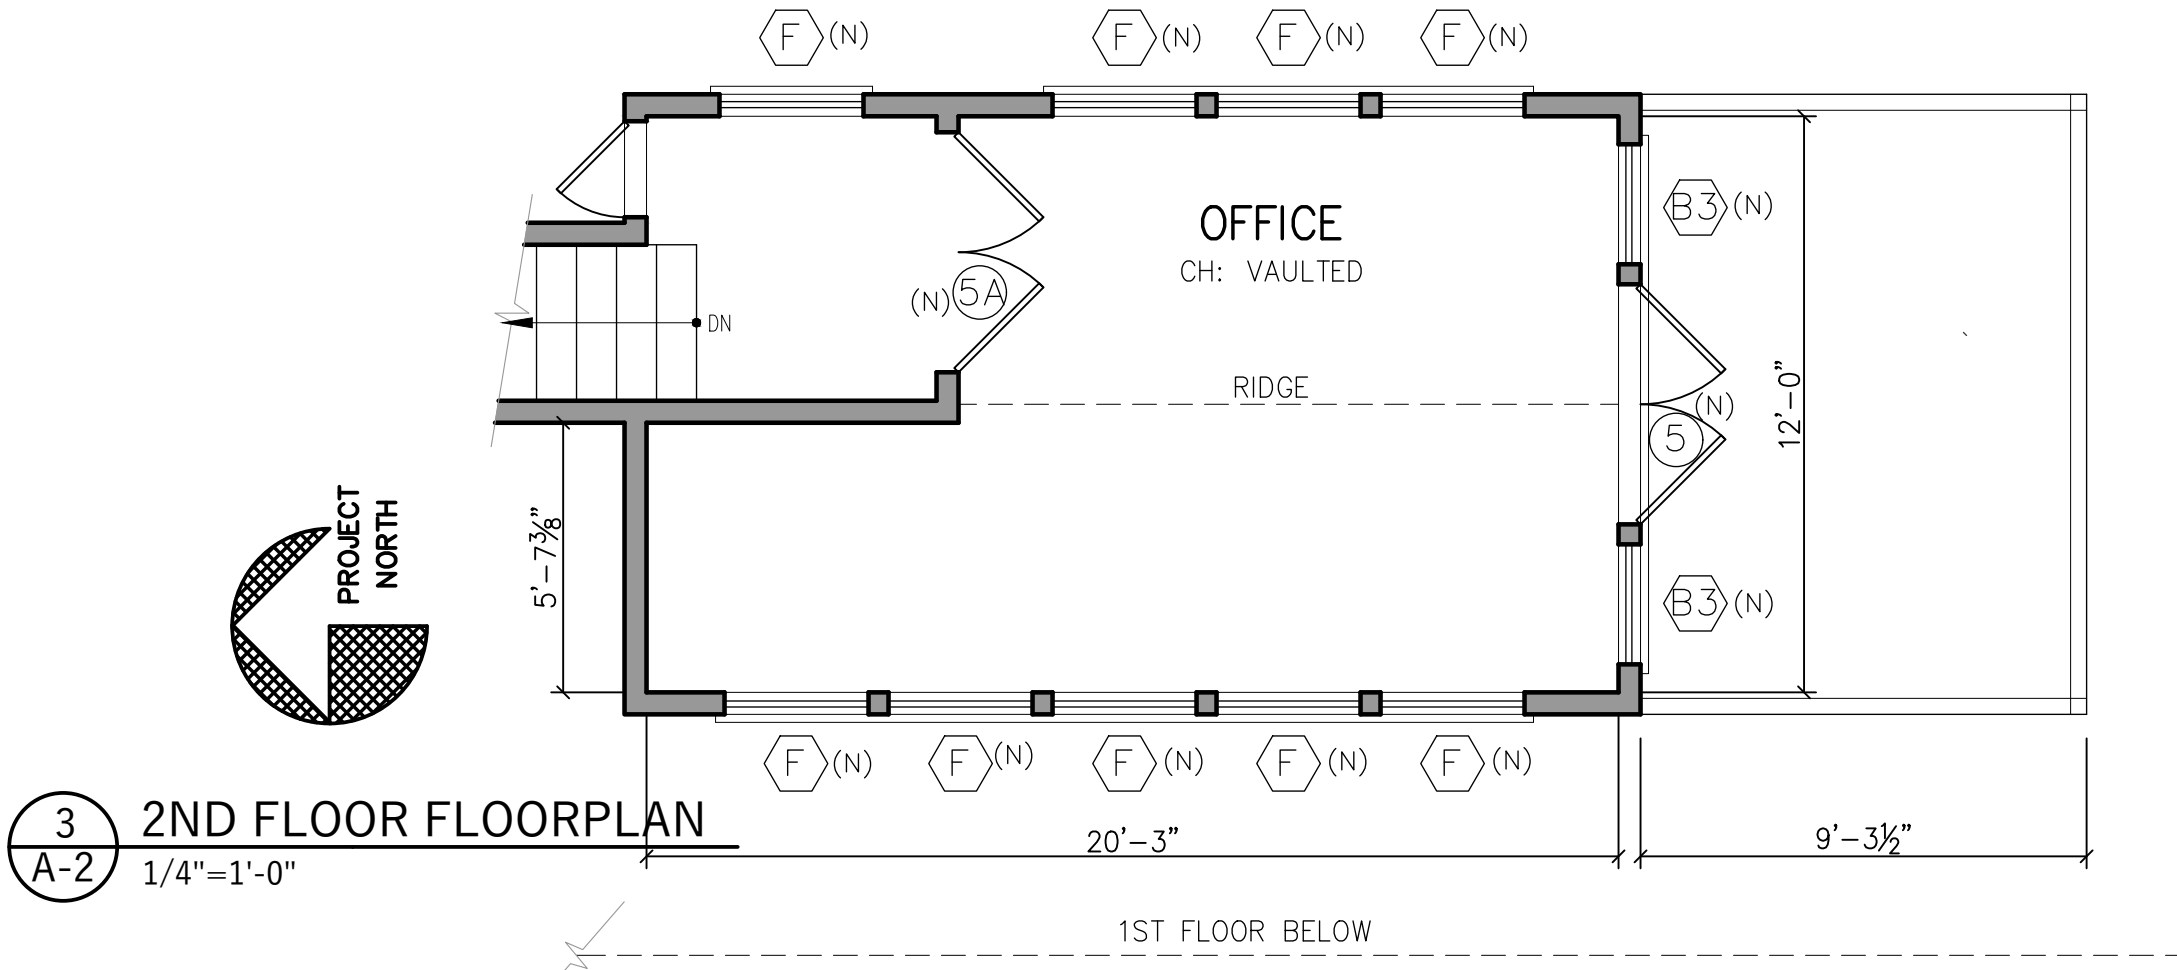 F (N) F (N) F (N) F (N)
OFFICE
CH: VAULTED
B3 (N)
(N) 5A
DN
RIDGE
(N)
5
12'-0"
5'-7⅜"
PROJECT
NORTH
B3 (N)
F (N) F (N) F (N) F (N) F (N)
3
A-2
2ND FLOOR FLOORPLAN
1/4"=1'-0"
20'-3"
9'-3½"
1ST FLOOR BELOW